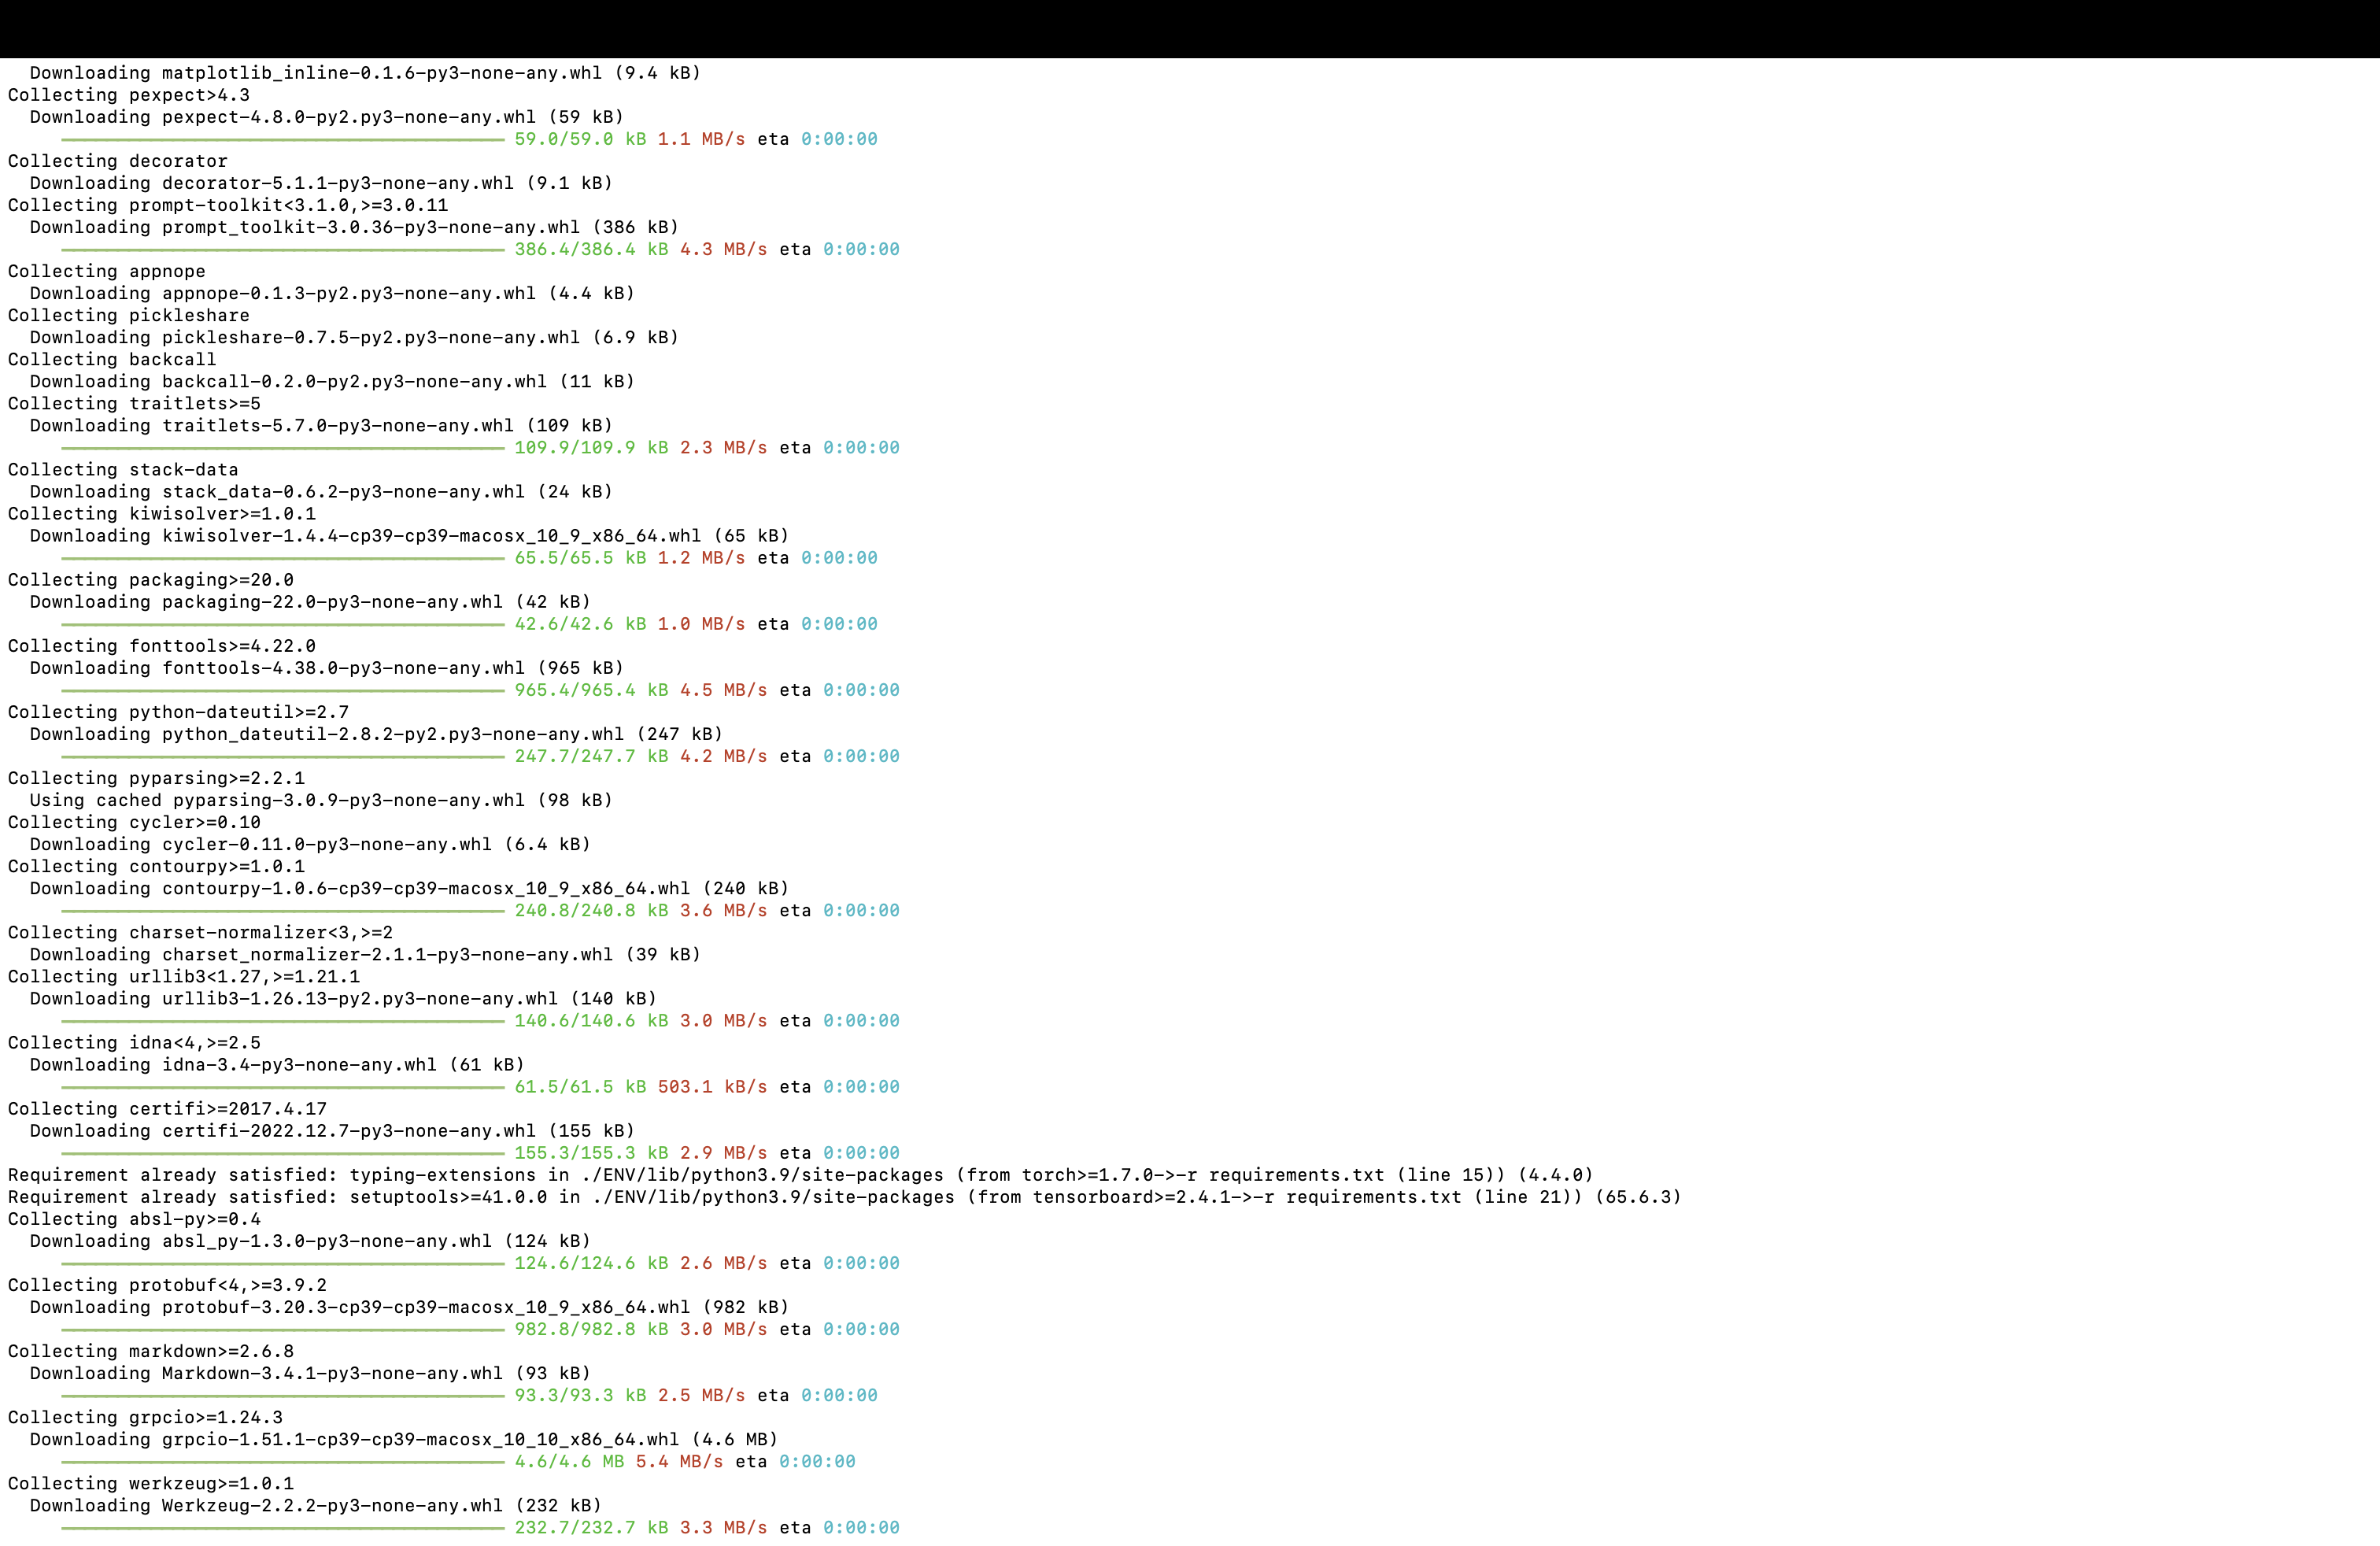 Downloading matplotlib_inline-0.1.6-py3-none-any.whl (9.4 kB)
Collecting pexpect>4.3
Downloading pexpect-4.8.0-py2.py3-none-any.whl (59 kB)
59.0/59.0 kB 1.1 MB/s eta 0:00:00
Collecting decorator
Downloading decorator-5.1.1-py3-none-any.whl (9.1 kB)
Collecting prompt-toolkit<3.1.0,>=3.0.11
Downloading prompt_toolkit-3.0.36-py3-none-any.whl (386 kB)
386.4/386.4 kB 4.3 MB/s eta 0:00:00
Collecting appnope
Downloading appnope-0.1.3-py2.py3-none-any.whl (4.4 kB)
Collecting pickleshare
Downloading pickleshare-0.7.5-py2.py3-none-any.whl (6.9 kB)
Collecting backcall
Downloading backcall-0.2.0-py2.py3-none-any.whl (11 kB)
Collecting traitlets>=5
Downloading traitlets-5.7.0-py3-none-any.whl (109 kB)
109.9/109.9 kB 2.3 MB/s eta 0:00:00
Collecting stack-data
Downloading stack_data-0.6.2-py3-none-any.whl (24 kB)
Collecting kiwisolver>=1.0.1
Downloading kiwisolver-1.4.4-cp39-cp39-macosx_10_9_x86_64.whl (65 kB)
65.5/65.5 kB 1.2 MB/s eta 0:00:00
Collecting packaging>=20.0
Downloading packaging-22.0-py3-none-any.whl (42 kB)
42.6/42.6 kB 1.0 MB/s eta 0:00:00
Collecting fonttools>=4.22.0
Downloading fonttools-4.38.0-py3-none-any.whl (965 kB)
965.4/965.4 kB 4.5 MB/s eta 0:00:00
Collecting python-dateutil>=2.7
Downloading python_dateutil-2.8.2-py2.py3-none-any.whl (247 kB)
247.7/247.7 kB 4.2 MB/s eta 0:00:00
Collecting pyparsing>=2.2.1
Using cached pyparsing-3.0.9-py3-none-any.whl (98 kB)
Collecting cycler>=0.10
Downloading cycler-0.11.0-py3-none-any.whl (6.4 kB)
Collecting contourpy>=1.0.1
Downloading contourpy-1.0.6-cp39-cp39-macosx_10_9_x86_64.whl (240 kB)
240.8/240.8 kB 3.6 MB/s eta 0:00:00
Collecting charset-normalizer<3,>=2
Downloading charset_normalizer-2.1.1-py3-none-any.whl (39 kB)
Collecting urllib3<1.27,>=1.21.1
Downloading urllib3-1.26.13-py2.py3-none-any.whl (140 kB)
140.6/140.6 kB 3.0 MB/s eta 0:00:00
Collecting idna<4,>=2.5
Downloading idna-3.4-py3-none-any.whl (61 kB)
61.5/61.5 kB 503.1 kB/s eta 0:00:00
Collecting certifi>=2017.4.17
Downloading certifi-2022.12.7-py3-none-any.whl (155 kB)
155.3/155.3 kB 2.9 MB/s eta 0:00:00
Requirement already satisfied: typing-extensions in ./ENV/lib/python3.9/site-packages (from torch>=1.7.0->-r requirements.txt (line 15)) (4.4.0)
Requirement already satisfied: setuptools>=41.0.0 in ./ENV/lib/python3.9/site-packages (from tensorboard>=2.4.1->-r requirements.txt (line 21)) (65.6.3)
Collecting absl-py>=0.4
Downloading absl_py-1.3.0-py3-none-any.whl (124 kB)
124.6/124.6 kB 2.6 MB/s eta 0:00:00
Collecting protobuf<4,>=3.9.2
Downloading protobuf-3.20.3-cp39-cp39-macosx_10_9_x86_64.whl (982 kB)
982.8/982.8 kB 3.0 MB/s eta 0:00:00
Collecting markdown>=2.6.8
Downloading Markdown-3.4.1-py3-none-any.whl (93 kB)
93.3/93.3 kB 2.5 MB/s eta 0:00:00
Collecting grpcio>=1.24.3
Downloading grpcio-1.51.1-cp39-cp39-macosx_10_10_x86_64.whl (4.6 MB)
4.6/4.6 MB 5.4 MB/s eta 0:00:00
Collecting werkzeug>=1.0.1
Downloading Werkzeug-2.2.2-py3-none-any.whl (232 kB)
232.7/232.7 kB 3.3 MB/s eta 0:00:00